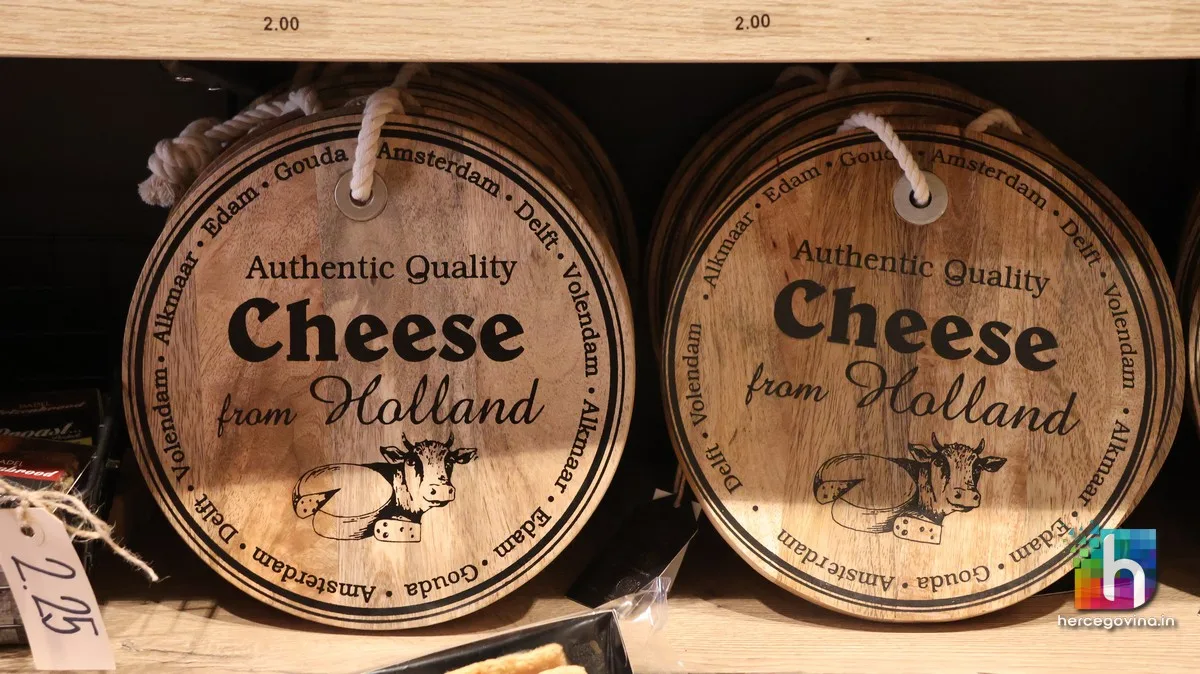 2.00
2.00
Alkmaar • Edam • Gouda • Amsterdam • Delft • Volendam • Alkmaar • Edam • Gouda • Amsterdam • Delft • Volendam •
Authentic Quality
Cheese
from Holland
Alkmaar • Edam • Gouda • Amsterdam • Delft • Volendam • Alkmaar • Edam • Gouda • Amsterdam • Delft • Volendam •
Authentic Quality
Cheese
from Holland
2.25
h
hercegovina.in